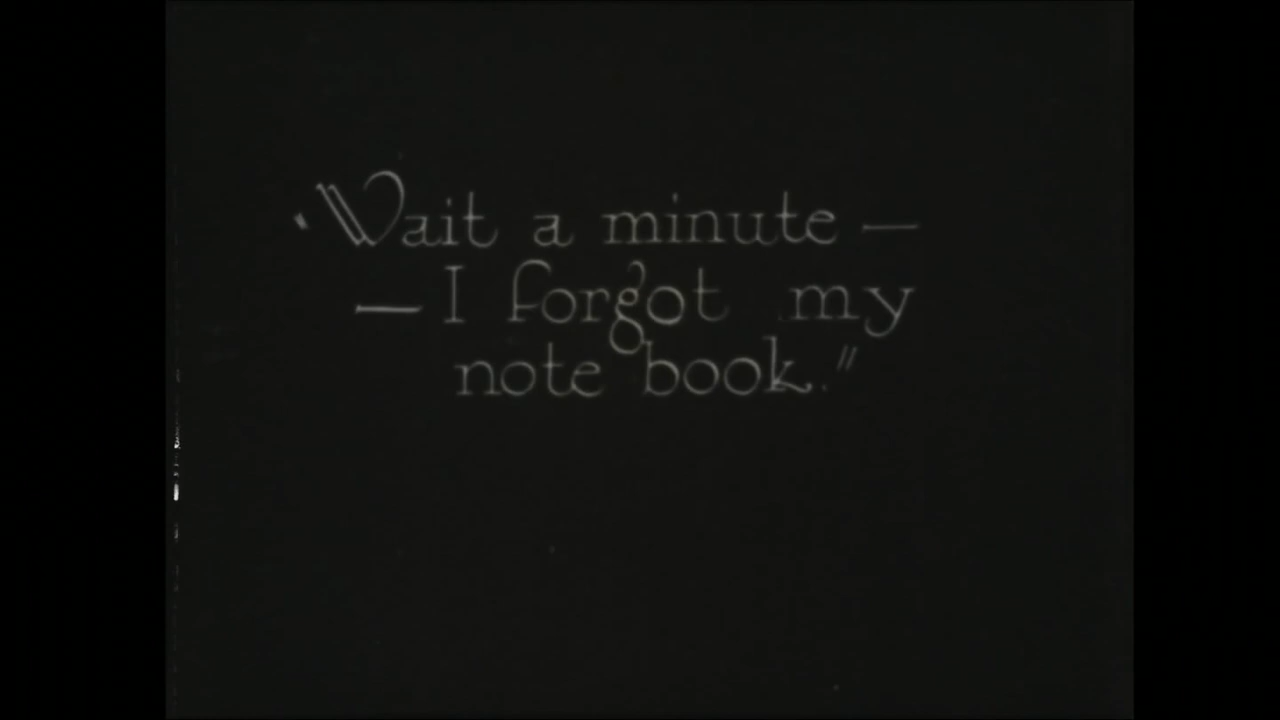 "Wait a minute —
— I forgot my
note book."